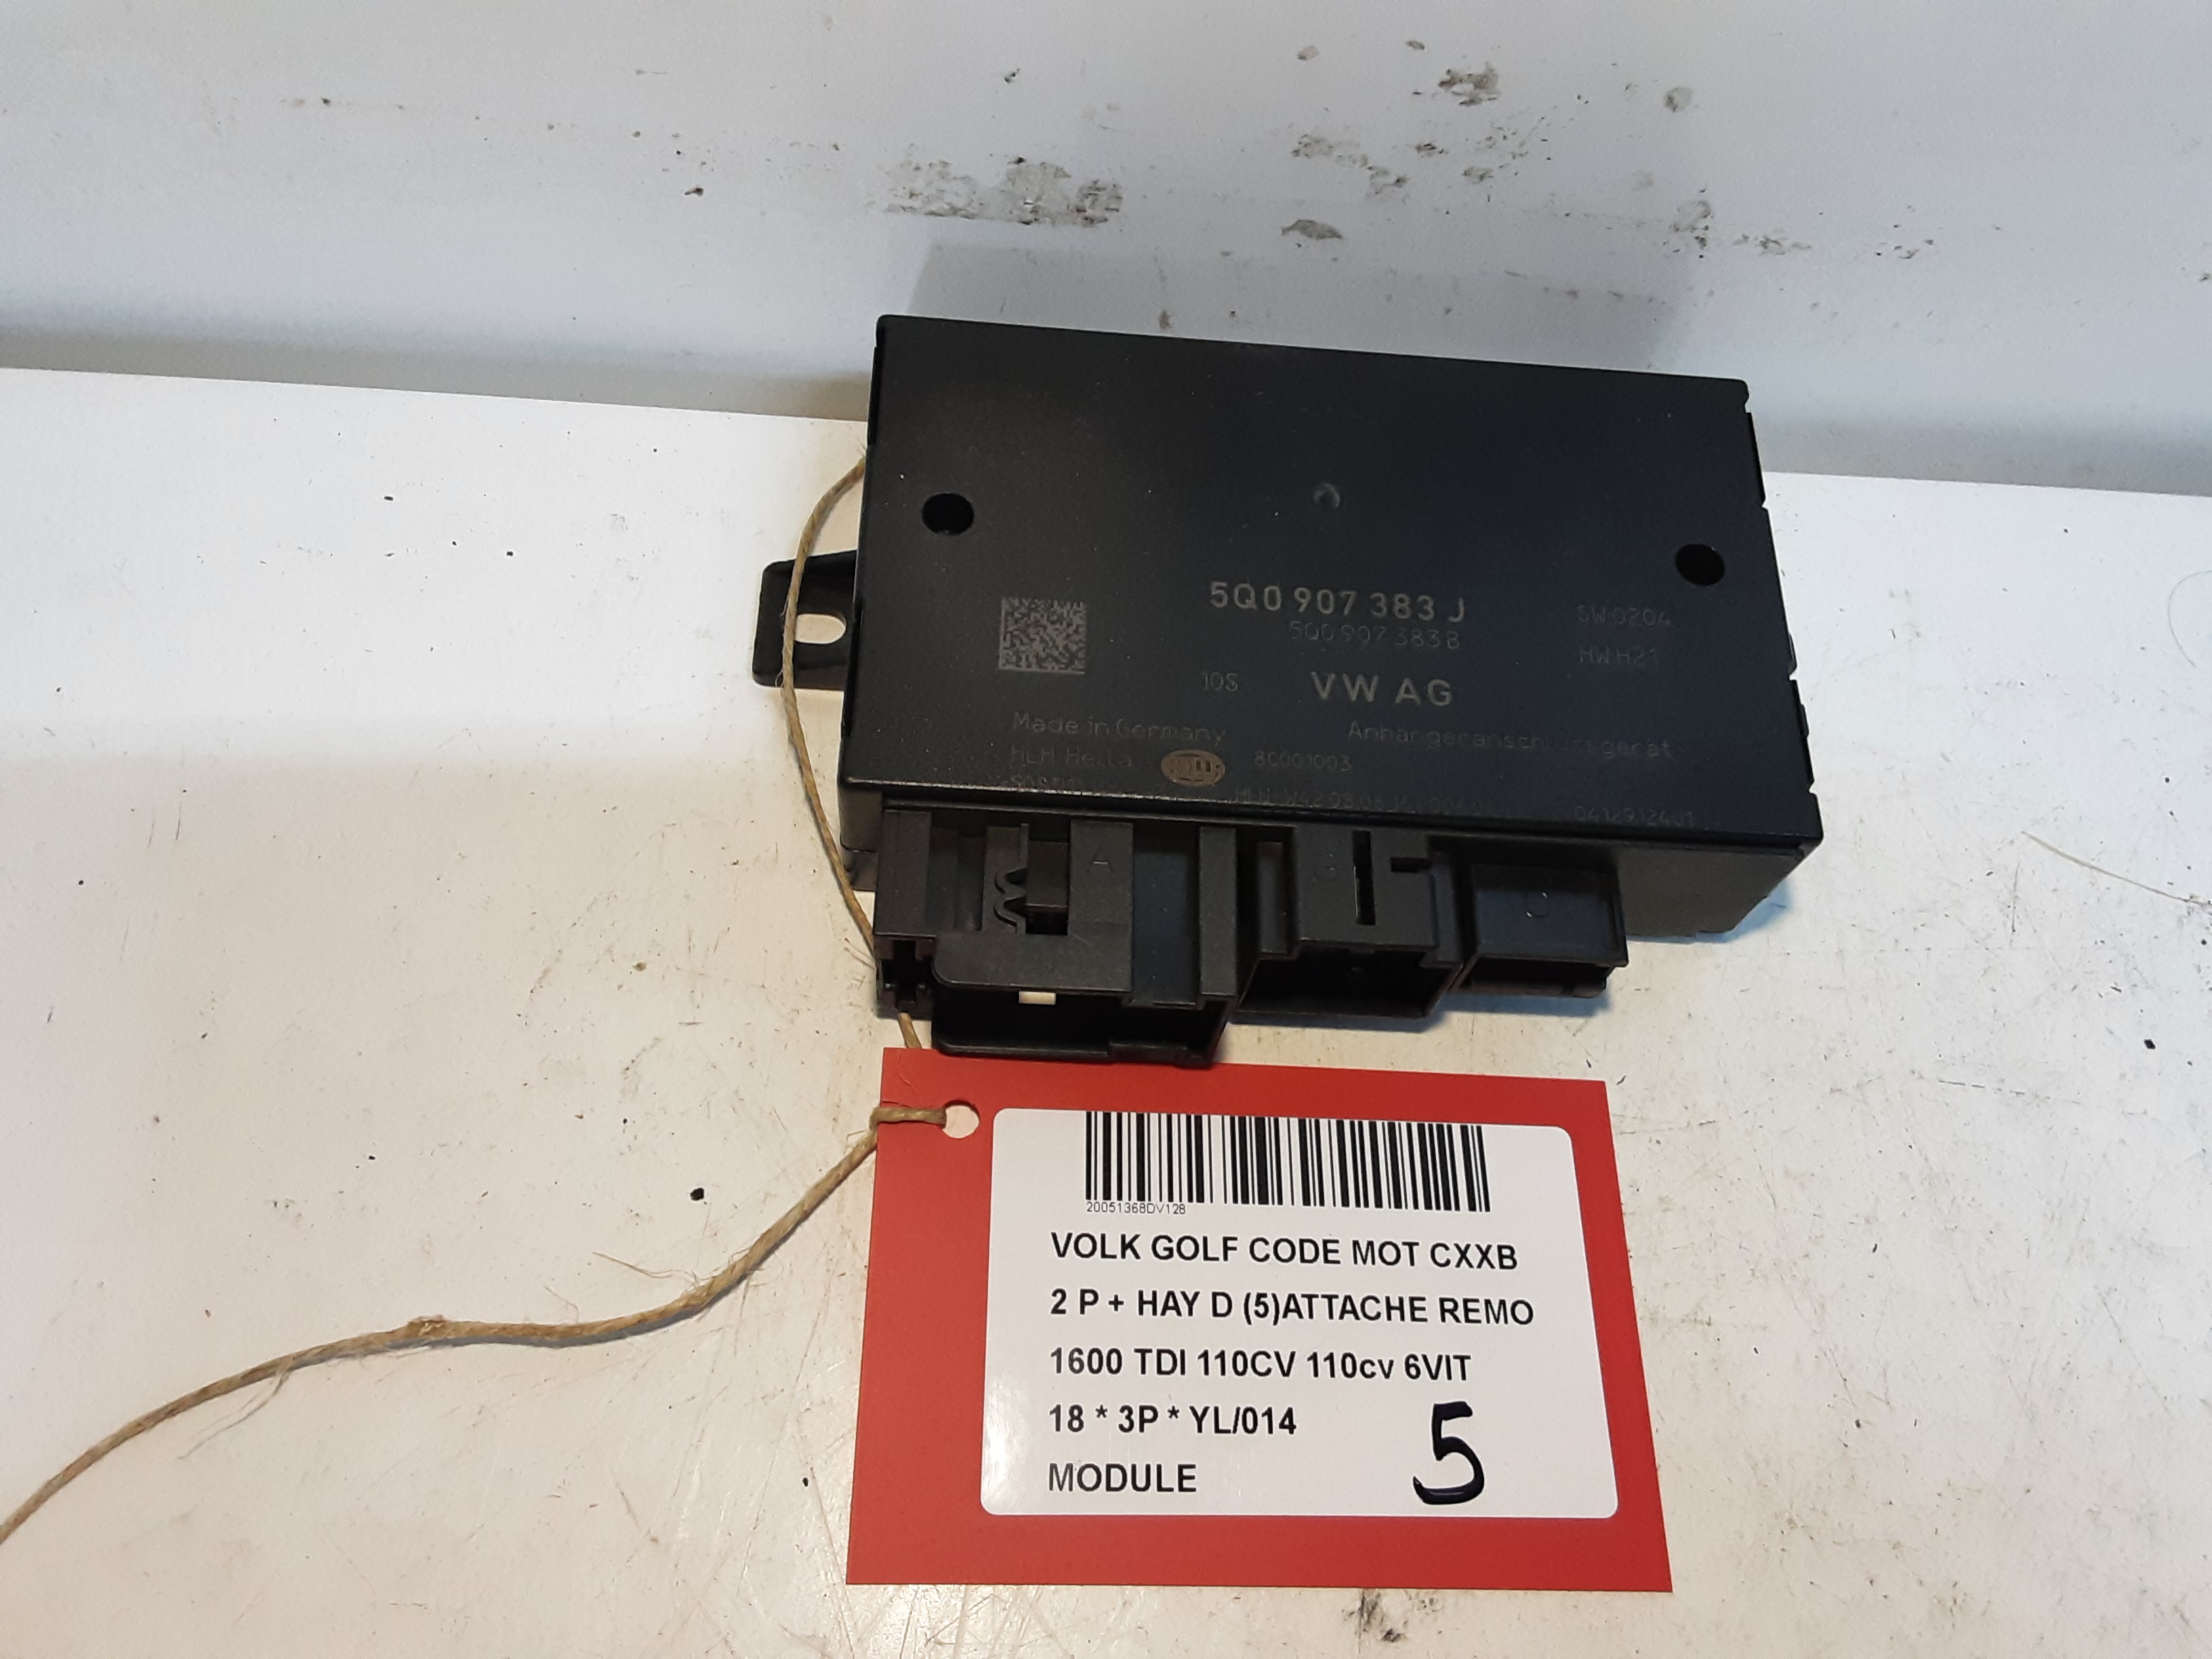 5Q0 907 383 J
5Q0 907 383 B
SW 0204
HW H21
10S
VW AG
Made in Germany
Anhängeranschlussgerät
HLH Hella
8C001003
A
C
20051368DV128
VOLK GOLF CODE MOT CXXB
2 P + HAY D (5)ATTACHE REMO
1600 TDI 110CV 110cv 6VIT
18 * 3P * YL/014
MODULE
5